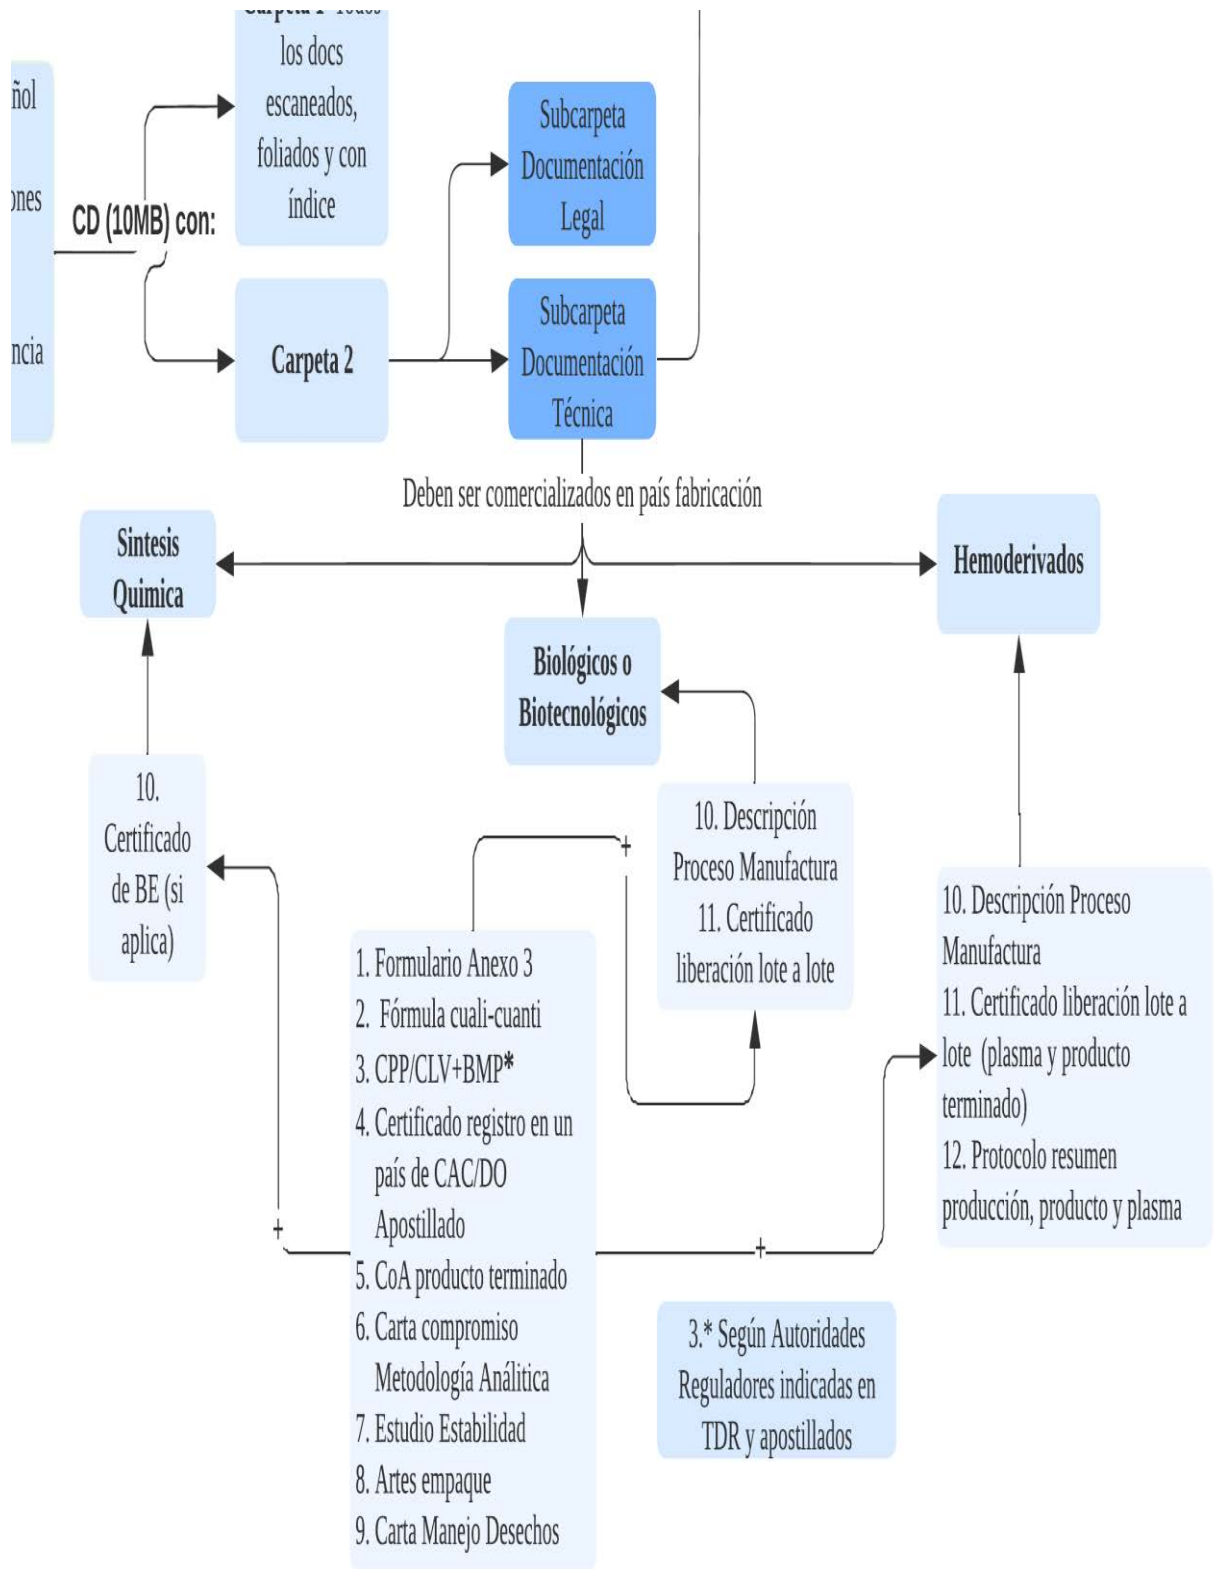 Carpeta 1 Todos
los docs
escaneados,
foliados y con
índice
ñol
ones
ncia
CD (10MB) con:
Subcarpeta
Documentación
Legal
Carpeta 2
Subcarpeta
Documentación
Técnica
Deben ser comercializados en país fabricación
Sintesis
Quimica
Biológicos o
Biotecnológicos
Hemoderivados
10.
Certificado
de BE (si
aplica)
10. Descripción
Proceso Manufactura
11. Certificado
liberación lote a lote
10. Descripción Proceso
Manufactura
11. Certificado liberación lote a
lote (plasma y producto
terminado)
12. Protocolo resumen
producción, producto y plasma
+
+
+
1. Formulario Anexo 3
2. Fórmula cuali-cuanti
3. CPP/CLV+BMP*
4. Certificado registro en un
país de CAC/DO
Apostillado
5. CoA producto terminado
6. Carta compromiso
Metodología Análitica
7. Estudio Estabilidad
8. Artes empaque
9. Carta Manejo Desechos
3.* Según Autoridades
Reguladores indicadas en
TDR y apostillados